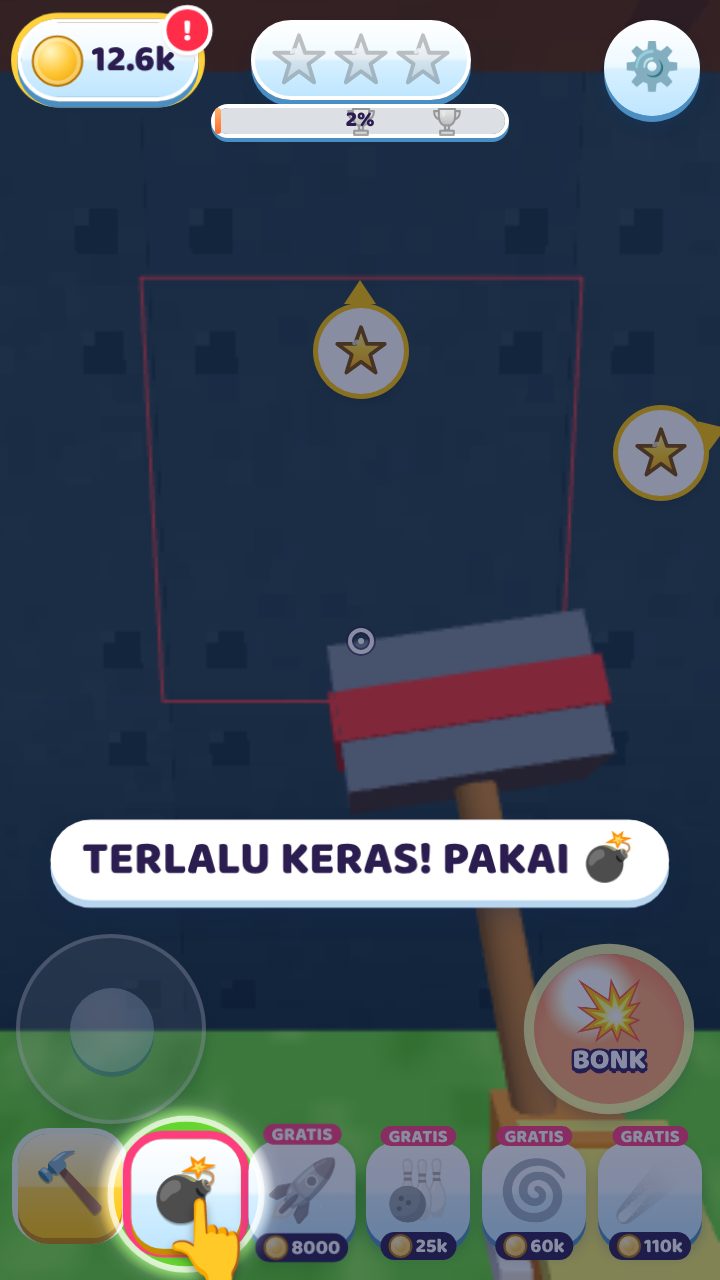 12.6k
!
2%
TERLALU KERAS! PAKAI
BONK
GRATIS GRATIS GRATIS GRATIS
8000 25k 60k 110k